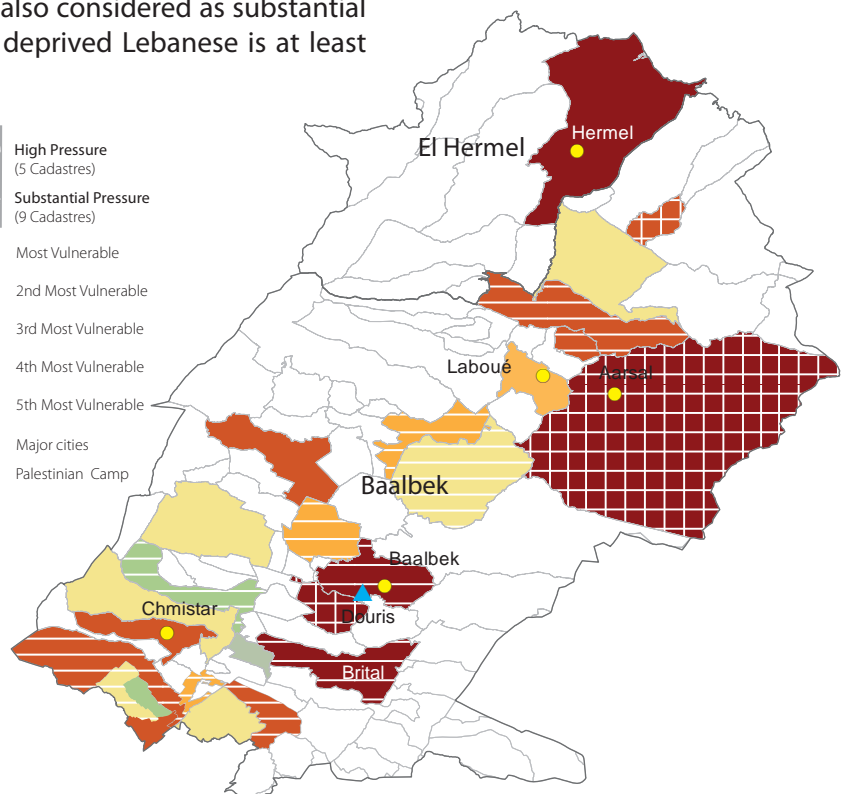 also considered as substantial
deprived Lebanese is at least
High Pressure
(5 Cadastres)
Substantial Pressure
(9 Cadastres)
Most Vulnerable
2nd Most Vulnerable
3rd Most Vulnerable
4th Most Vulnerable
5th Most Vulnerable
Major cities
Palestinian Camp
Hermel
El Hermel
Laboué
Aarsal
Baalbek
Baalbek
Chmistar
Douris
Brital